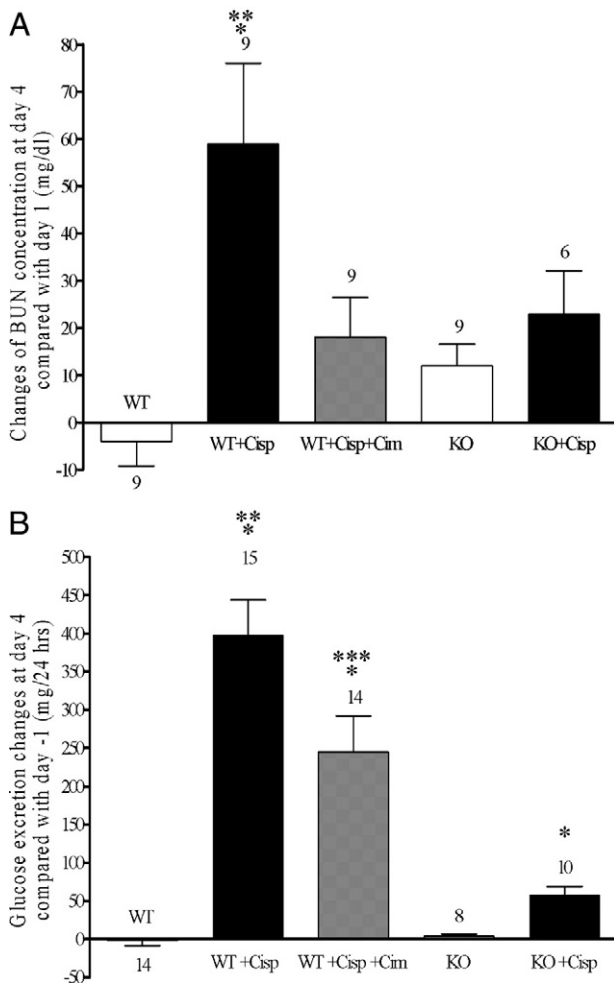 A
Changes of BUN concentration at day 4
compared with day 1 (mg/dl)
80
70
60
50
40
30
20
10
0
-10
**
*
9
9
9
6
WT
9
WT+Cisp
WT+Cisp+Cim
KO
KO+Cisp
B
Glucose excretion changes at day 4
compared with day -1 (mg/24 hrs)
500
450
400
350
300
250
200
150
100
50
0
-50
**
*
15
***
*
14
*
10
8
WT
14
WT +Cisp
WT +Cisp +Cim
KO
KO +Cisp